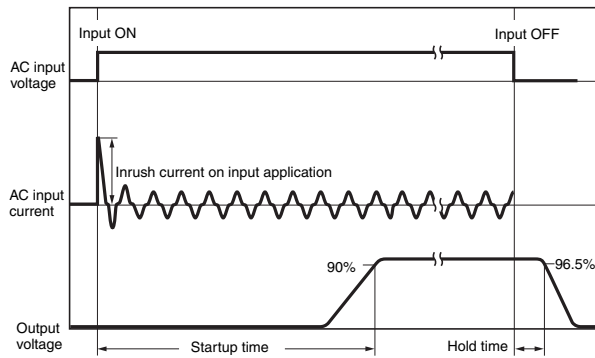 Input ON
Input OFF
AC input
voltage
Inrush current on input application
AC input
current
90%
96.5%
Output
voltage
Startup time
Hold time